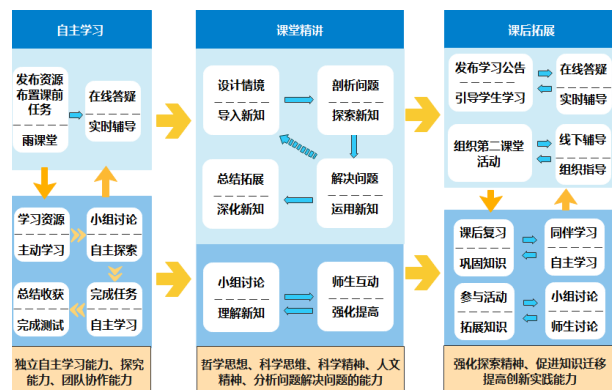 自主学习
发布资源
布置课前
任务
雨课堂
在线答疑
实时辅导
学习资源
主动学习
小组讨论
自主探索
总结收获
完成测试
完成任务
自主学习
独立自主学习能力、探究
能力、团队协作能力
课堂精讲
设计情境
导入新知
剖析问题
探索新知
总结拓展
深化新知
解决问题
运用新知
小组讨论
理解新知
师生互动
强化提高
哲学思想、科学思维、科学精神、人文
精神、分析问题解决问题的能力
课后拓展
发布学习公告
引导学生学习
在线答疑
实时辅导
组织第二课堂
活动
线下辅导
组织指导
课后复习
巩固知识
同伴学习
自主学习
参与活动
拓展知识
小组讨论
师生讨论
强化探索精神、促进知识迁移
提高创新实践能力